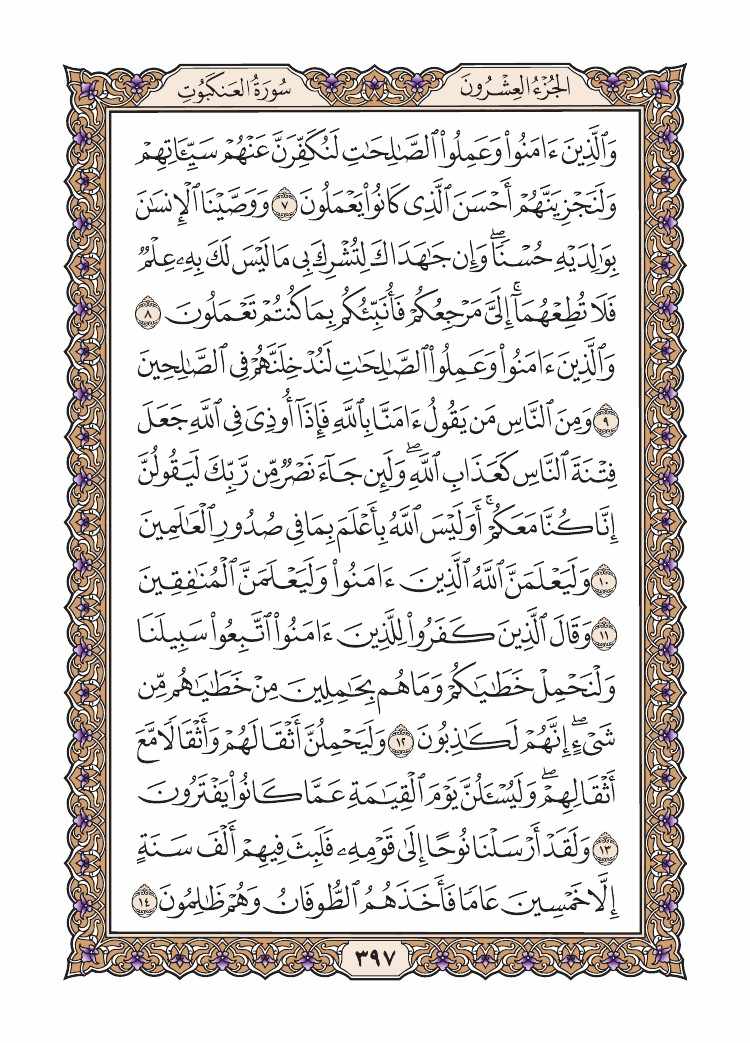 الجُزْءُ العِشْرُونَ
سُورَةُ العَنكَبُوتِ
وَٱلَّذِينَ ءَامَنُوا۟ وَعَمِلُوا۟ ٱلصَّـٰلِحَـٰتِ لَنُكَفِّرَنَّ عَنْهُمْ سَيِّـَٔاتِهِمْ
وَلَنَجْزِيَنَّهُمْ أَحْسَنَ ٱلَّذِى كَانُوا۟ يَعْمَلُونَ ٧ وَوَصَّيْنَا ٱلْإِنسَـٰنَ
بِوَٰلِدَيْهِ حُسْنًا ۖ وَإِن جَـٰهَدَاكَ لِتُشْرِكَ بِى مَا لَيْسَ لَكَ بِهِۦ عِلْمٌ
فَلَا تُطِعْهُمَآ ۚ إِلَىَّ مَرْجِعُكُمْ فَأُنَبِّئُكُم بِمَا كُنتُمْ تَعْمَلُونَ ٨
وَٱلَّذِينَ ءَامَنُوا۟ وَعَمِلُوا۟ ٱلصَّـٰلِحَـٰتِ لَنُدْخِلَنَّهُمْ فِى ٱلصَّـٰلِحِينَ
٩ وَمِنَ ٱلنَّاسِ مَن يَقُولُ ءَامَنَّا بِٱللَّهِ فَإِذَآ أُوذِىَ فِى ٱللَّهِ جَعَلَ
فِتْنَةَ ٱلنَّاسِ كَعَذَابِ ٱللَّهِ ۖ وَلَئِن جَآءَ نَصْرٌ مِّن رَّبِّكَ لَيَقُولُنَّ
إِنَّا كُنَّا مَعَكُمْ ۚ أَوَلَيْسَ ٱللَّهُ بِأَعْلَمَ بِمَا فِى صُدُورِ ٱلْعَـٰلَمِينَ
١٠ وَلَيَعْلَمَنَّ ٱللَّهُ ٱلَّذِينَ ءَامَنُوا۟ وَلَيَعْلَمَنَّ ٱلْمُنَـٰفِقِينَ
١١ وَقَالَ ٱلَّذِينَ كَفَرُوا۟ لِلَّذِينَ ءَامَنُوا۟ ٱتَّبِعُوا۟ سَبِيلَنَا
وَلْنَحْمِلْ خَطَـٰيَـٰكُمْ وَمَا هُم بِحَـٰمِلِينَ مِنْ خَطَـٰيَـٰهُم مِّن
شَىْءٍ ۖ إِنَّهُمْ لَكَـٰذِبُونَ ١٢ وَلَيَحْمِلُنَّ أَثْقَالَهُمْ وَأَثْقَالًا مَّعَ
أَثْقَالِهِمْ ۖ وَلَيُسْـَٔلُنَّ يَوْمَ ٱلْقِيَـٰمَةِ عَمَّا كَانُوا۟ يَفْتَرُونَ
١٣ وَلَقَدْ أَرْسَلْنَا نُوحًا إِلَىٰ قَوْمِهِۦ فَلَبِثَ فِيهِمْ أَلْفَ سَنَةٍ
إِلَّا خَمْسِينَ عَامًا فَأَخَذَهُمُ ٱلطُّوفَانُ وَهُمْ ظَـٰلِمُونَ ١٤
٣٩٧